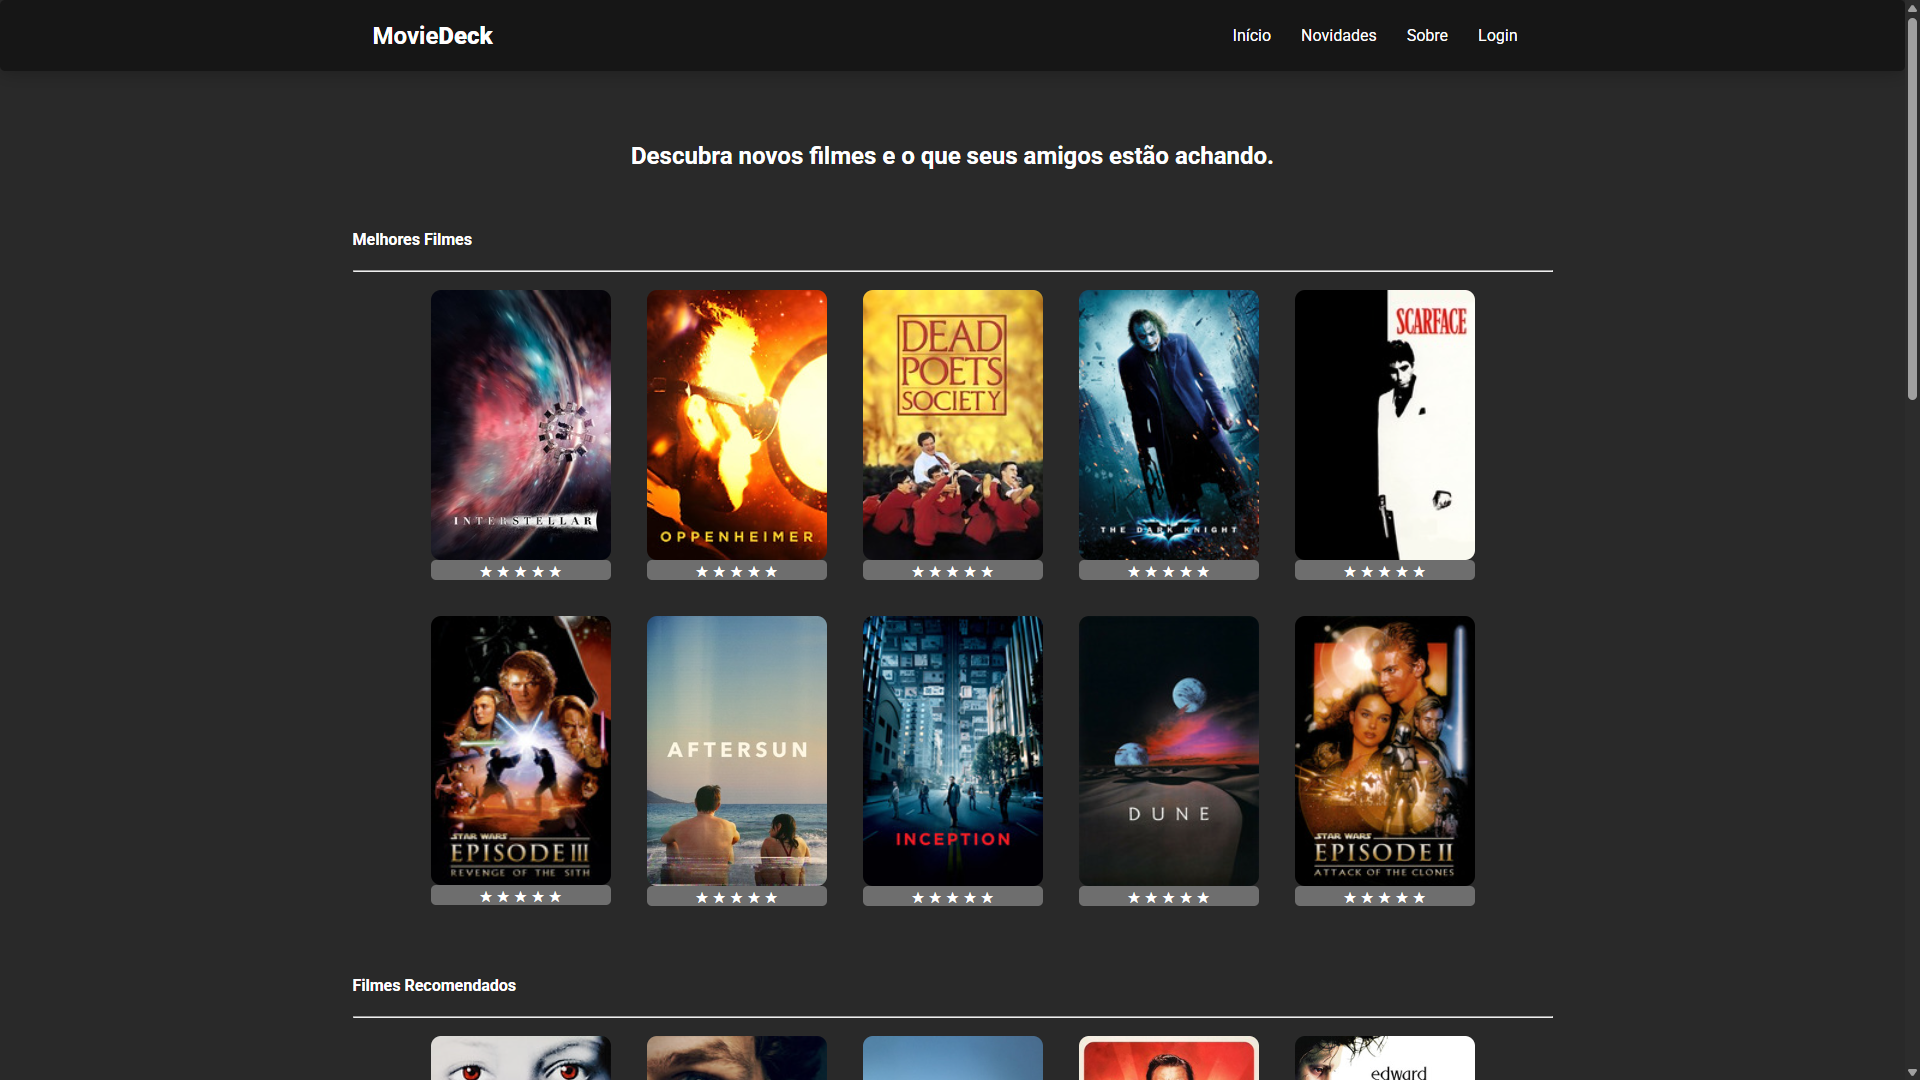 MovieDeck
Início Novidades Sobre Login
Descubra novos filmes e o que seus amigos estão achando.
Melhores Filmes
INTERSTELLAR
OPPENHEIMER
DEAD
POETS
SOCIETY
THE DARK KNIGHT
SCARFACE
★ ★ ★ ★ ★
★ ★ ★ ★ ★
★ ★ ★ ★ ★
★ ★ ★ ★ ★
★ ★ ★ ★ ★
STAR WARS
EPISODE III
REVENGE OF THE SITH
AFTERSUN
INCEPTION
DUNE
STAR WARS
EPISODE II
ATTACK OF THE CLONES
★ ★ ★ ★ ★
★ ★ ★ ★ ★
★ ★ ★ ★ ★
★ ★ ★ ★ ★
★ ★ ★ ★ ★
Filmes Recomendados
edward